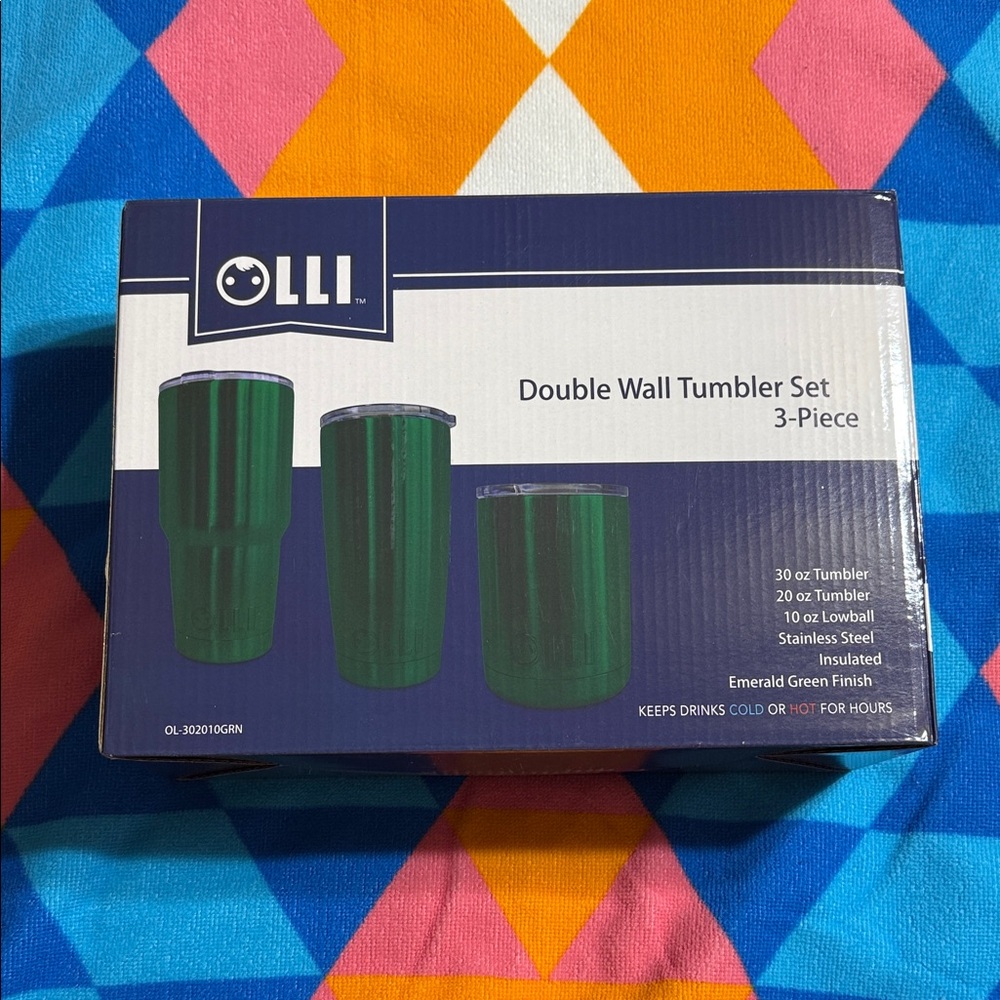 OLLI™
Double Wall Tumbler Set
3-Piece
OLLI
30 oz Tumbler
20 oz Tumbler
10 oz Lowball
Stainless Steel
Insulated
Emerald Green Finish
KEEPS DRINKS COLD OR HOT FOR HOURS
OL-302010GRN